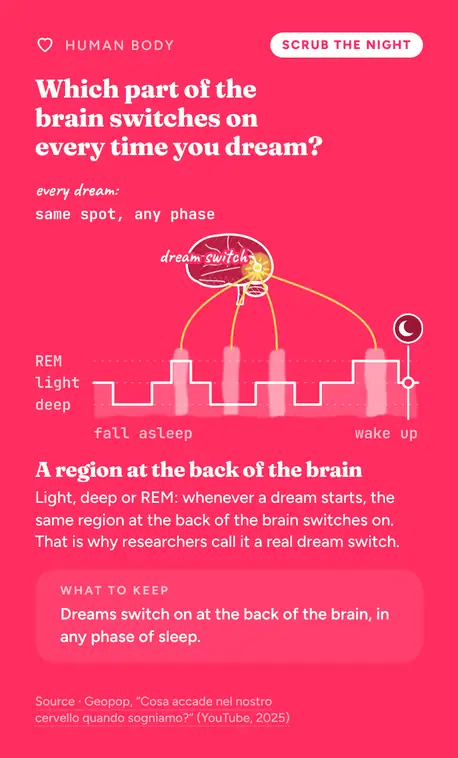 HUMAN BODY
SCRUB THE NIGHT
Which part of the
brain switches on
every time you dream?
every dream:
same spot, any phase
dream switch
REM
light
deep
fall asleep
wake up
A region at the back of the brain
Light, deep or REM: whenever a dream starts, the
same region at the back of the brain switches on.
That is why researchers call it a real dream switch.
WHAT TO KEEP
Dreams switch on at the back of the brain, in
any phase of sleep.
Source · Geopop, "Cosa accade nel nostro
cervello quando sogniamo?" (YouTube, 2025)